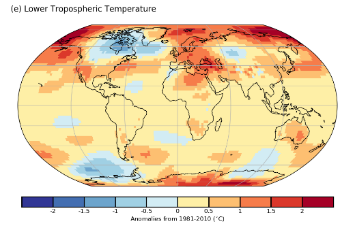 (e) Lower Tropospheric Temperature
-2 -1.5 -1 -0.5 0 0.5 1 1.5 2
Anomalies from 1981-2010 (°C)